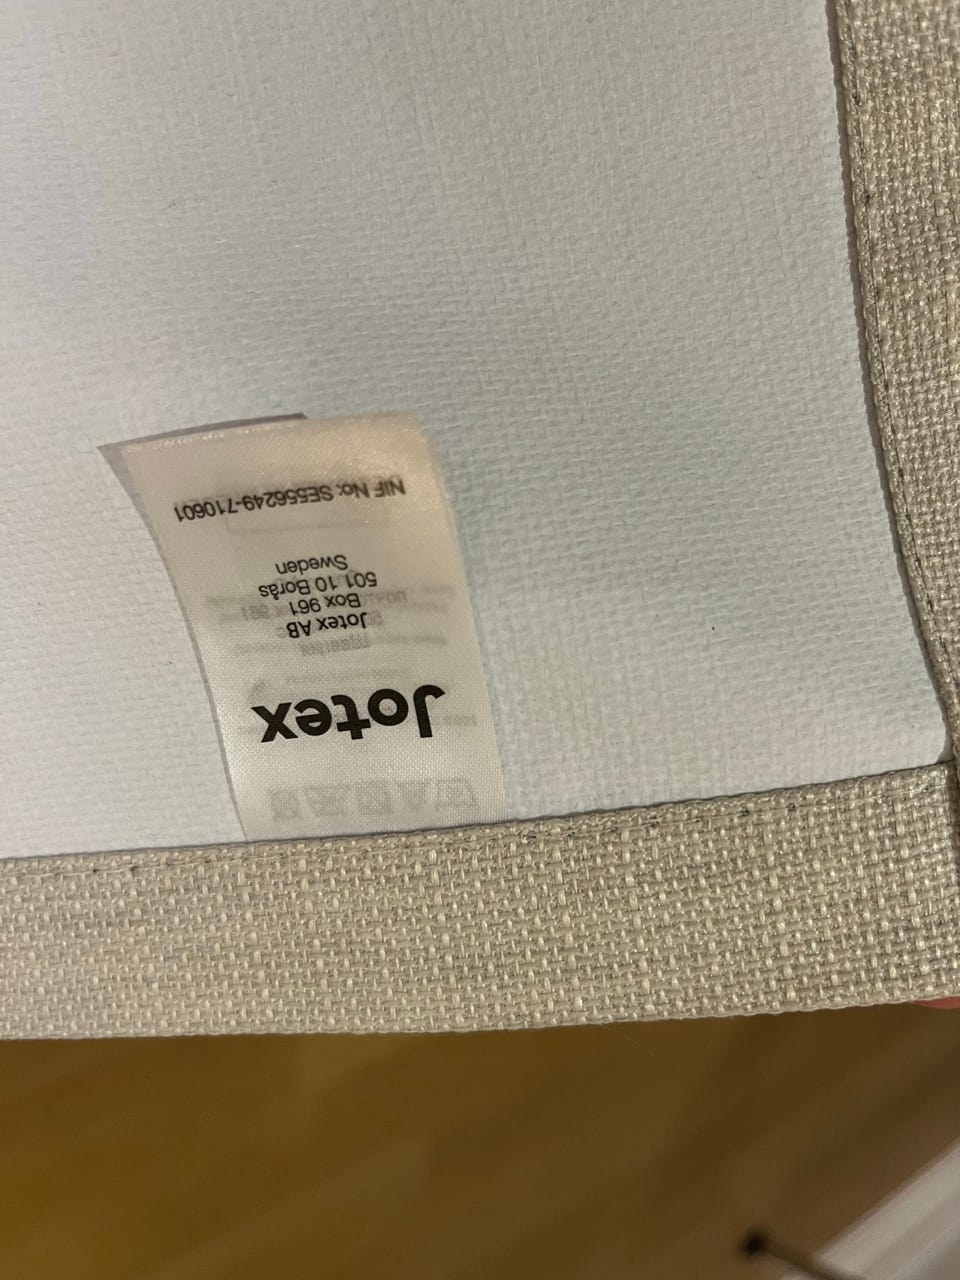 Jotex
Jotex AB
Box 961
501 10 Borås
Sweden
NIF No: SE556249-710601